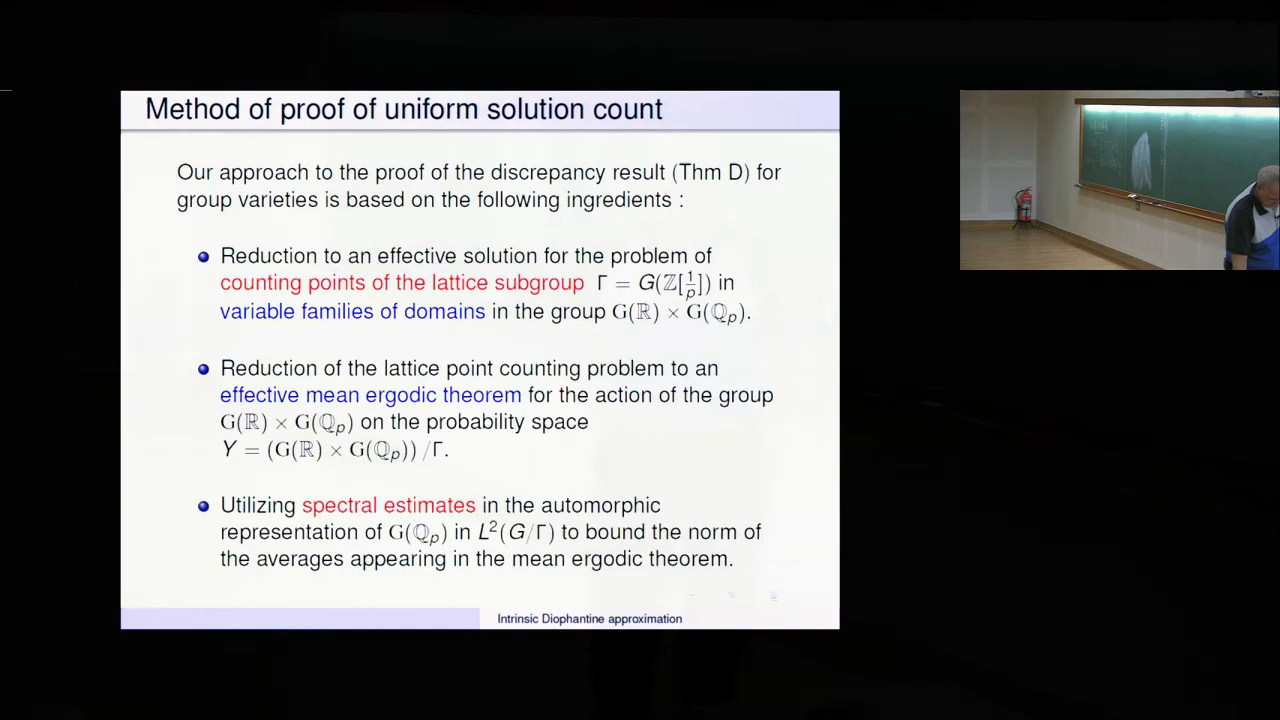 Method of proof of uniform solution count
Our approach to the proof of the discrepancy result (Thm D) for
group varieties is based on the following ingredients :
Reduction to an effective solution for the problem of
counting points of the lattice subgroup Γ = G(ℤ[1/p]) in
variable families of domains in the group G(ℝ) × G(ℚ_p).
Reduction of the lattice point counting problem to an
effective mean ergodic theorem for the action of the group
G(ℝ) × G(ℚ_p) on the probability space
Y = (G(ℝ) × G(ℚ_p)) /Γ.
Utilizing spectral estimates in the automorphic
representation of G(ℚ_p) in L²(G/Γ) to bound the norm of
the averages appearing in the mean ergodic theorem.
Intrinsic Diophantine approximation